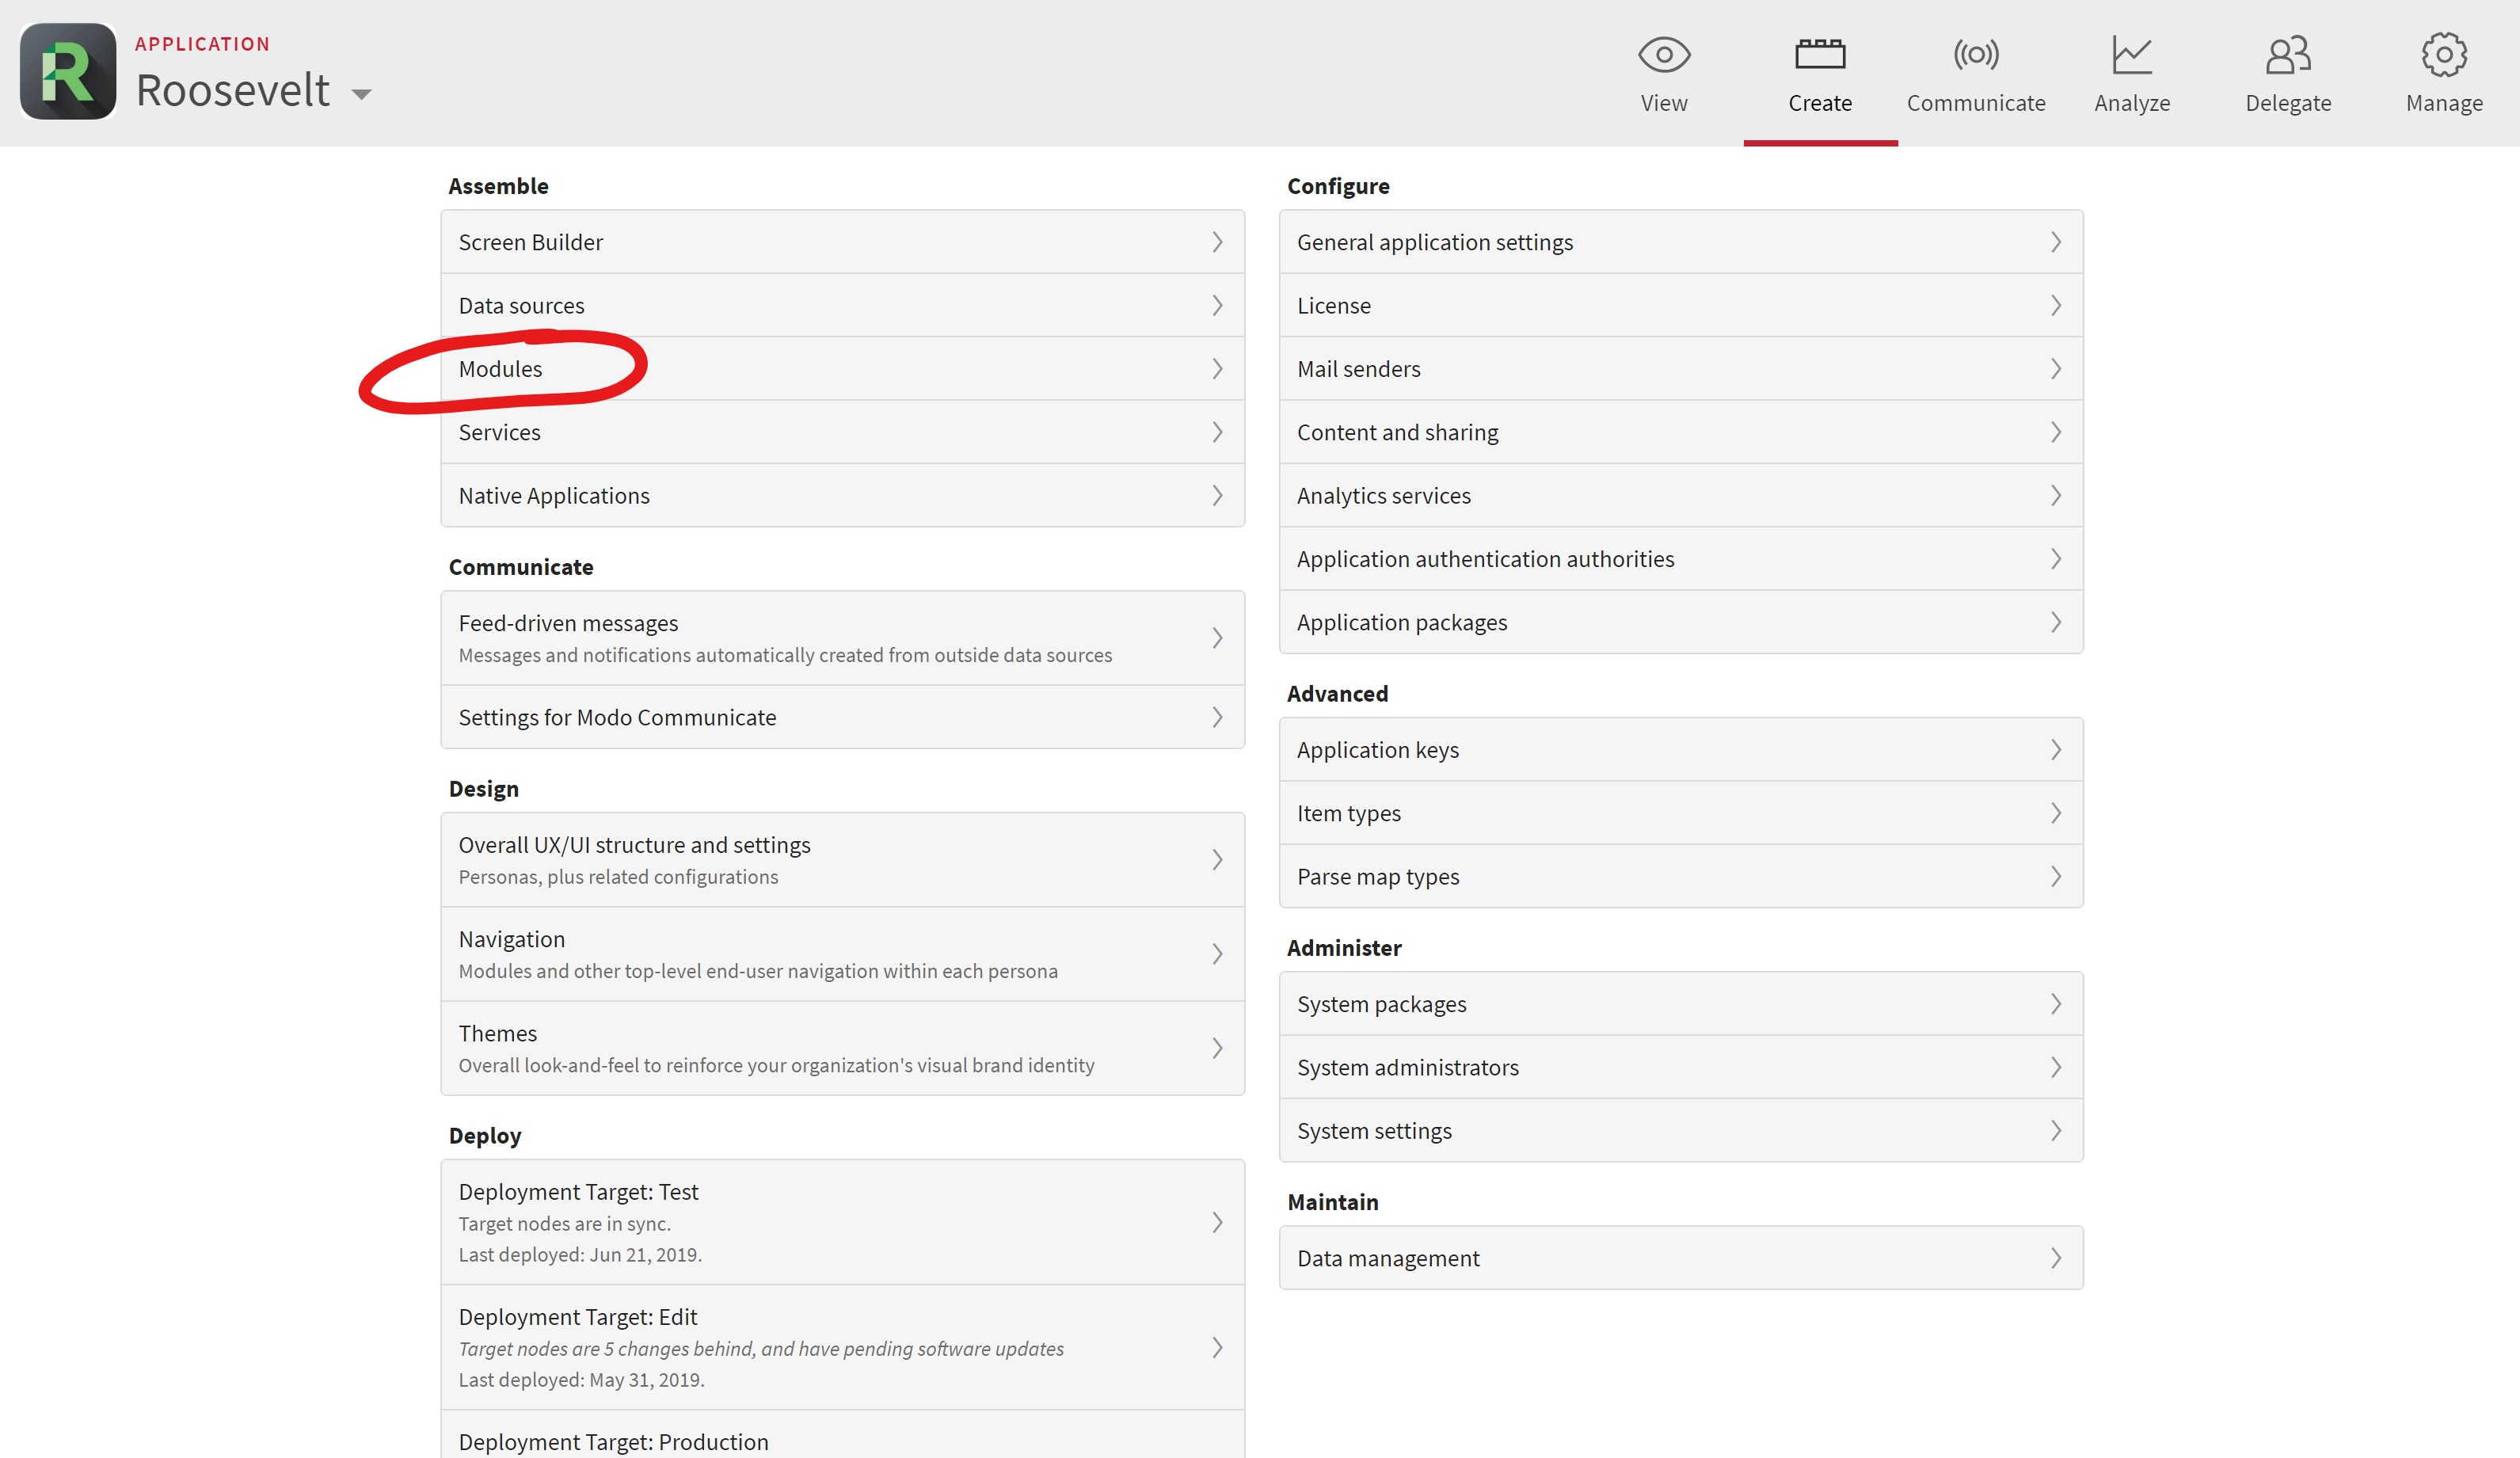 APPLICATION
Roosevelt
View
Create
Communicate
Analyze
Delegate
Manage
Assemble
Screen Builder
Data sources
Modules
Services
Native Applications
Communicate
Feed-driven messages
Messages and notifications automatically created from outside data sources
Settings for Modo Communicate
Design
Overall UX/UI structure and settings
Personas, plus related configurations
Navigation
Modules and other top-level end-user navigation within each persona
Themes
Overall look-and-feel to reinforce your organization's visual brand identity
Deploy
Deployment Target: Test
Target nodes are in sync.
Last deployed: Jun 21, 2019.
Deployment Target: Edit
Target nodes are 5 changes behind, and have pending software updates
Last deployed: May 31, 2019.
Deployment Target: Production
Configure
General application settings
License
Mail senders
Content and sharing
Analytics services
Application authentication authorities
Application packages
Advanced
Application keys
Item types
Parse map types
Administer
System packages
System administrators
System settings
Maintain
Data management